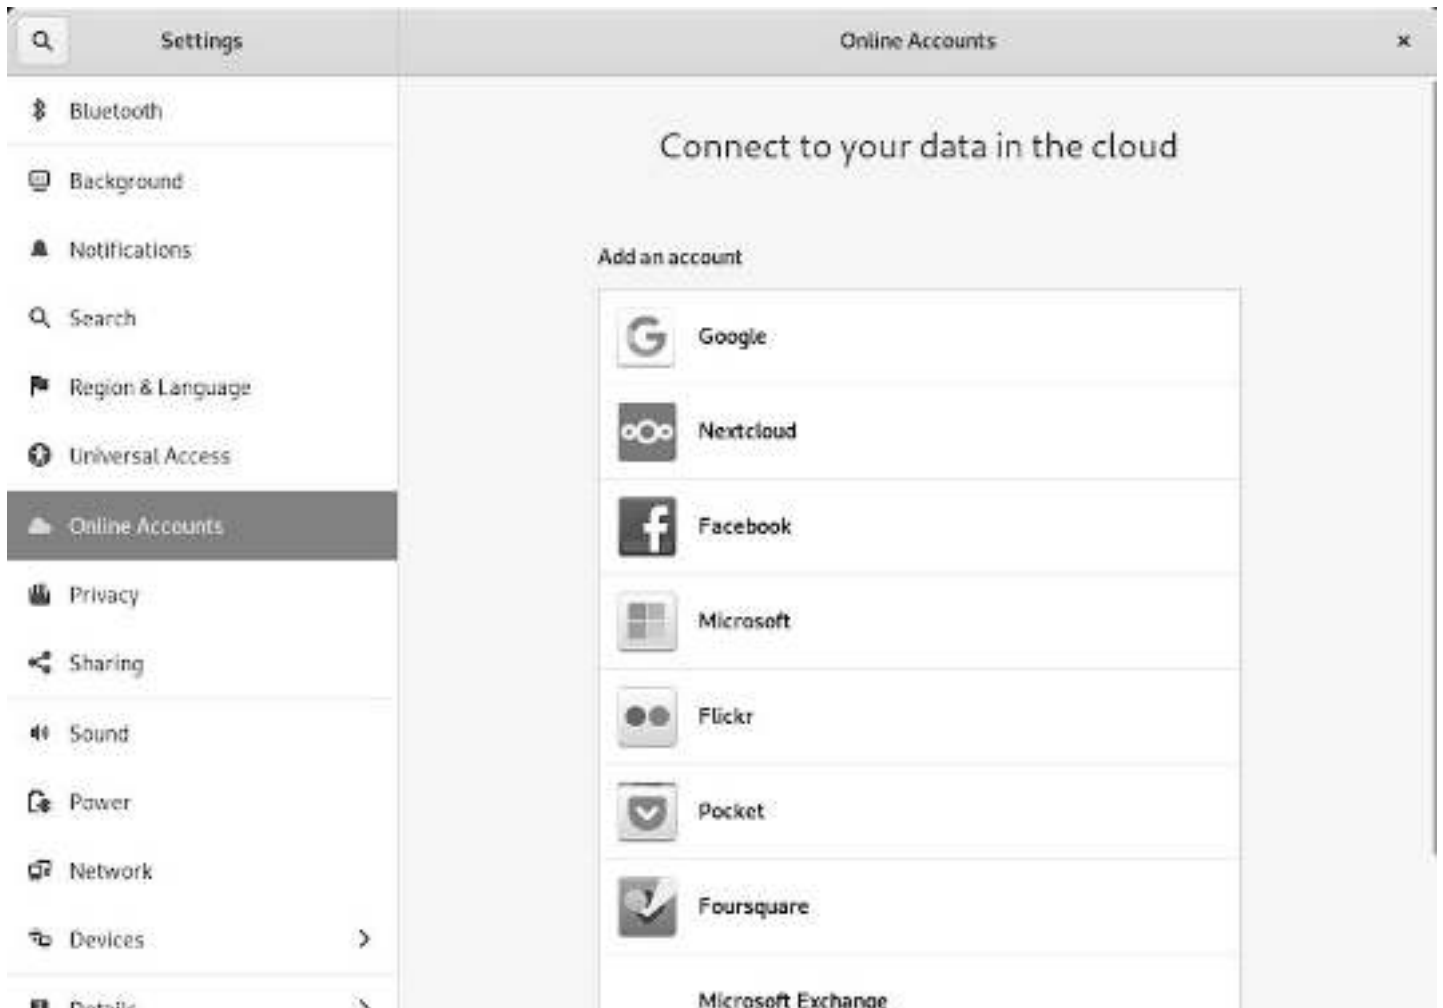 Settings
Online Accounts
Bluetooth
Background
Notifications
Search
Region & Language
Universal Access
Online Accounts
Privacy
Sharing
Sound
Power
Network
Devices
Details
Connect to your data in the cloud
Add an account
Google
Nextcloud
Facebook
Microsoft
Flickr
Pocket
Foursquare
Microsoft Exchange